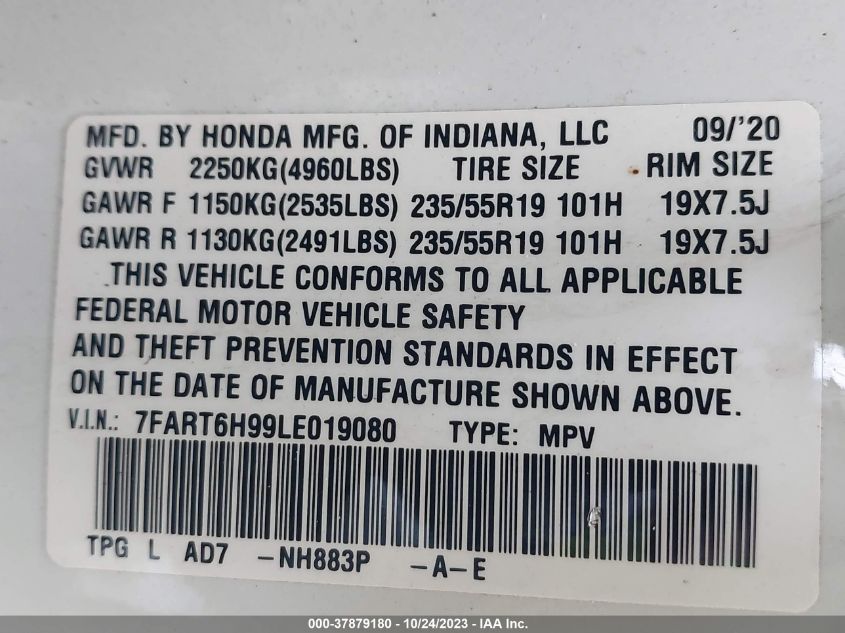 MFD. BY HONDA MFG. OF INDIANA, LLC 09/'20
GVWR 2250KG(4960LBS) TIRE SIZE RIM SIZE
GAWR F 1150KG(2535LBS) 235/55R19 101H 19X7.5J
GAWR R 1130KG(2491LBS) 235/55R19 101H 19X7.5J
THIS VEHICLE CONFORMS TO ALL APPLICABLE
FEDERAL MOTOR VEHICLE SAFETY
AND THEFT PREVENTION STANDARDS IN EFFECT
ON THE DATE OF MANUFACTURE SHOWN ABOVE.
V.I.N.: 7FART6H99LE019080 TYPE: MPV
TPG L AD7 -NH883P -A-E
000-37879180 - 10/24/2023 - IAA Inc.